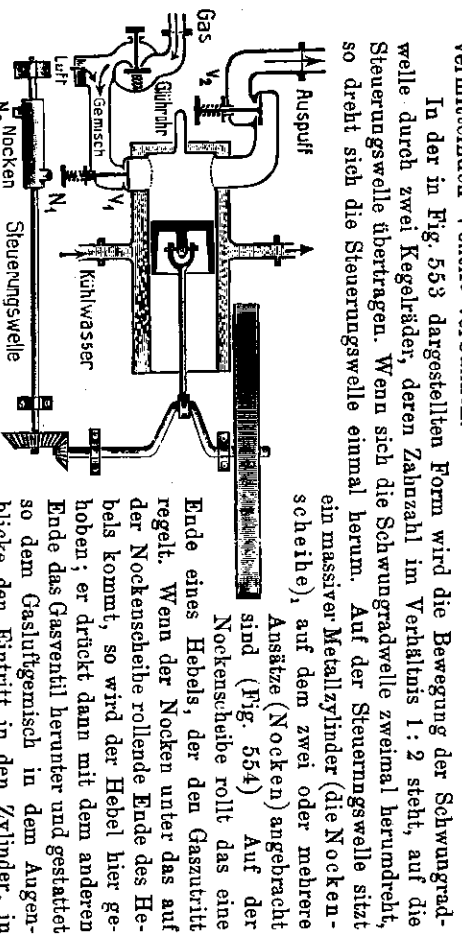 In der in Fig. 553 dargestellten Form wird die Bewegung der Schwungrad-
welle durch zwei Kegelräder, deren Zahnzahl im Verhältnis 1 : 2 steht, auf die
Steuerungswelle übertragen. Wenn sich die Schwungradwelle zweimal herumdreht,
so dreht sich die Steuerungswelle einmal herum. Auf der Steuernngswelle sitzt
ein massiver Metallzylinder (die Nocken-
scheihe), auf dem zwei oder mehrere
Ansätze (Nocken) angebracht
sind (Fig. 554) Auf der
Nockenscheibe rollt das eine
Ende eines Hebels, der den Gaszutritt
regelt. Wenn der Nocken unter das auf
der Nockenscheibe rollende Ende des He-
bels kommt, so wird der Hebel hier ge-
hoben; er drückt dann mit dem anderen
Ende das Gasventil herunter und gestattet
so dem Gasluftgemisch in dem Augen-
blicke den Eintritt in den Zylinder, in
Auspuff
V2
Gas
Glührohr
Gemisch
Luft
V1
N1
Nocken
Kühlwasser
Steuerungswelle